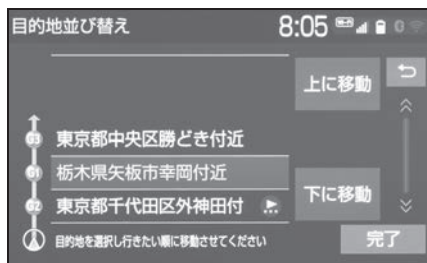 目的地並び替え 8:05
上に移動
G3 東京都中央区勝どき付近
G1 栃木県矢板市幸岡付近
G2 東京都千代田区外神田付
下に移動
目的地を選択し行きたい順に移動させてください
完了